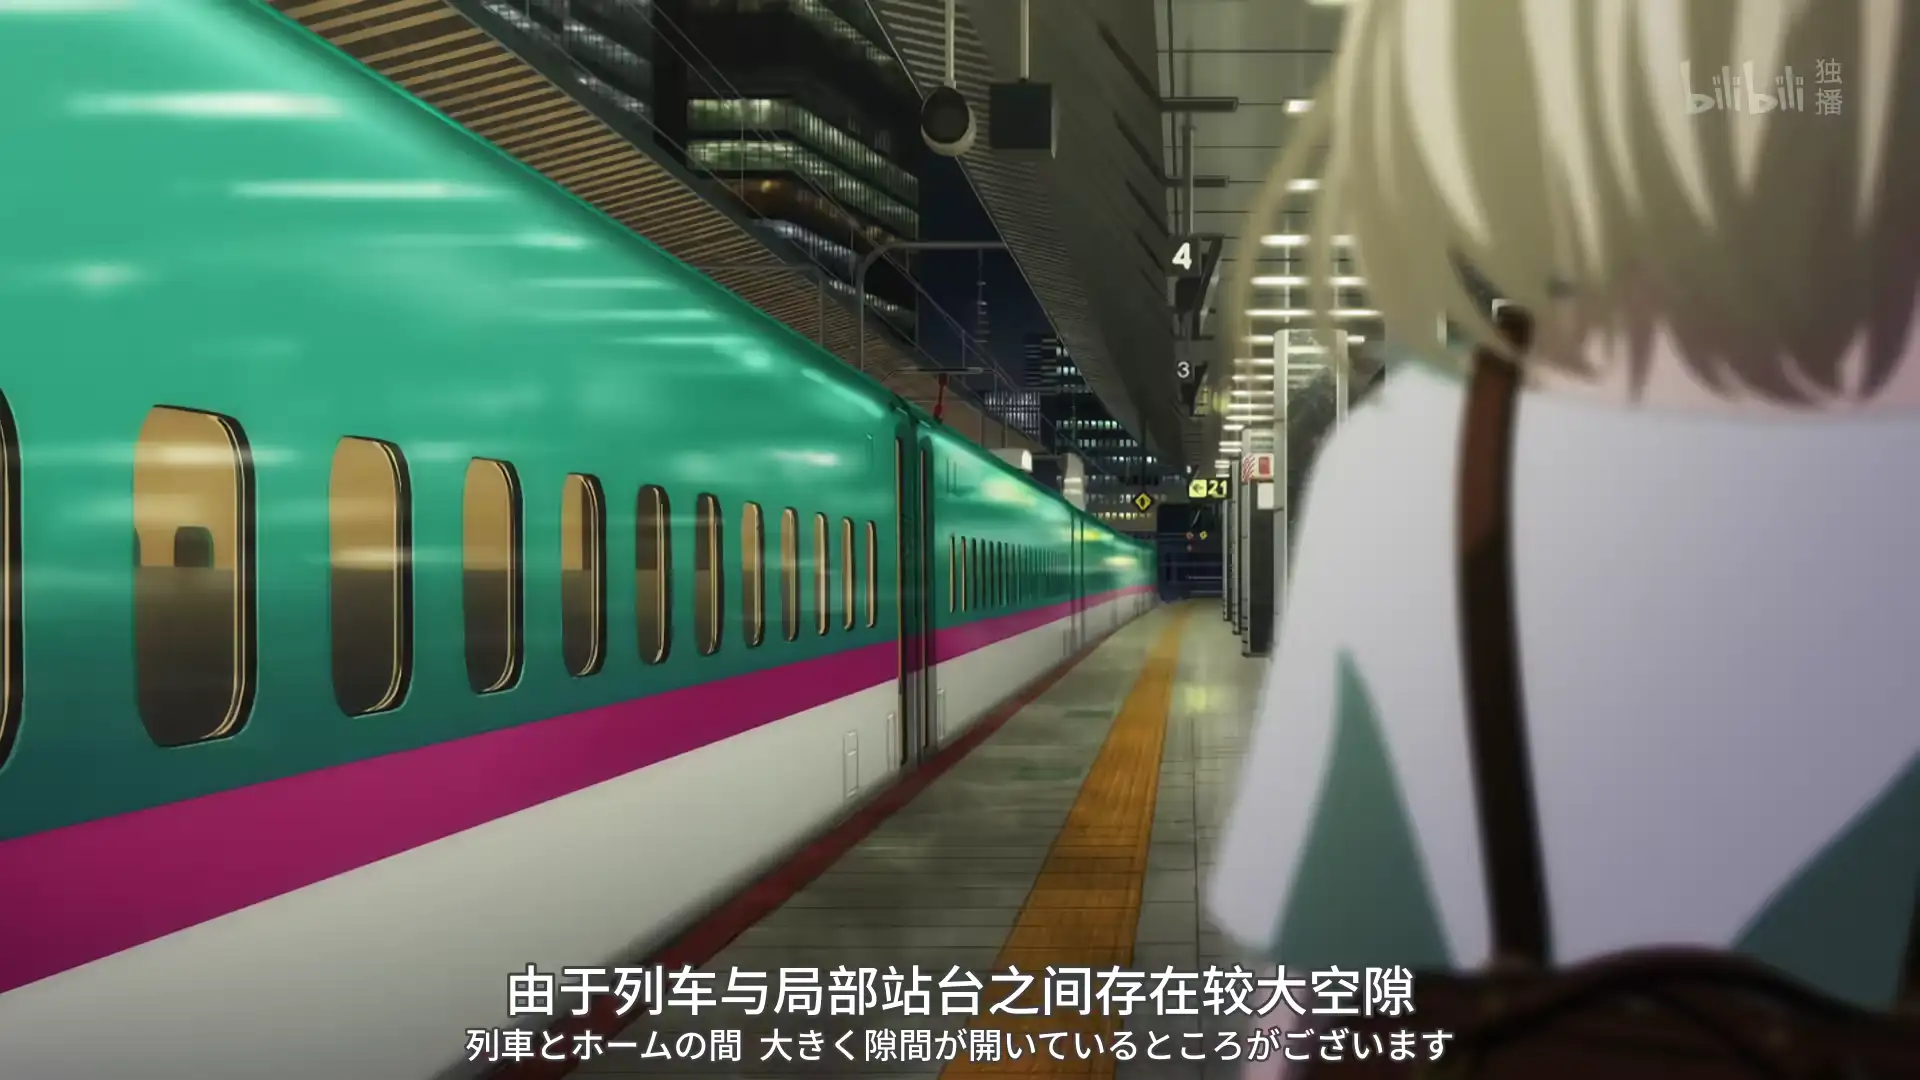 bilibili 独播
4
3
21
由于列车与局部站台之间存在较大空隙
列車とホームの間 大きく隙間が開いているところがございます